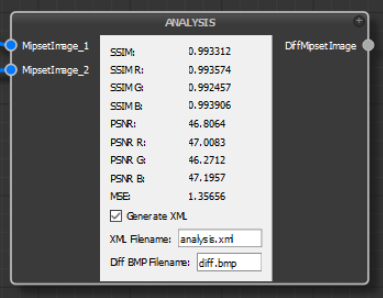 ANALYSIS
MipsetImage_1
MipsetImage_2
DiffMipsetImage
SSIM: 0.993312
SSIM R: 0.993574
SSIM G: 0.992457
SSIM B: 0.993906
PSNR: 46.8064
PSNR R: 47.0083
PSNR G: 46.2712
PSNR B: 47.1957
MSE: 1.35656
Generate XML
XML Filename: analysis.xml
Diff BMP Filename: diff.bmp